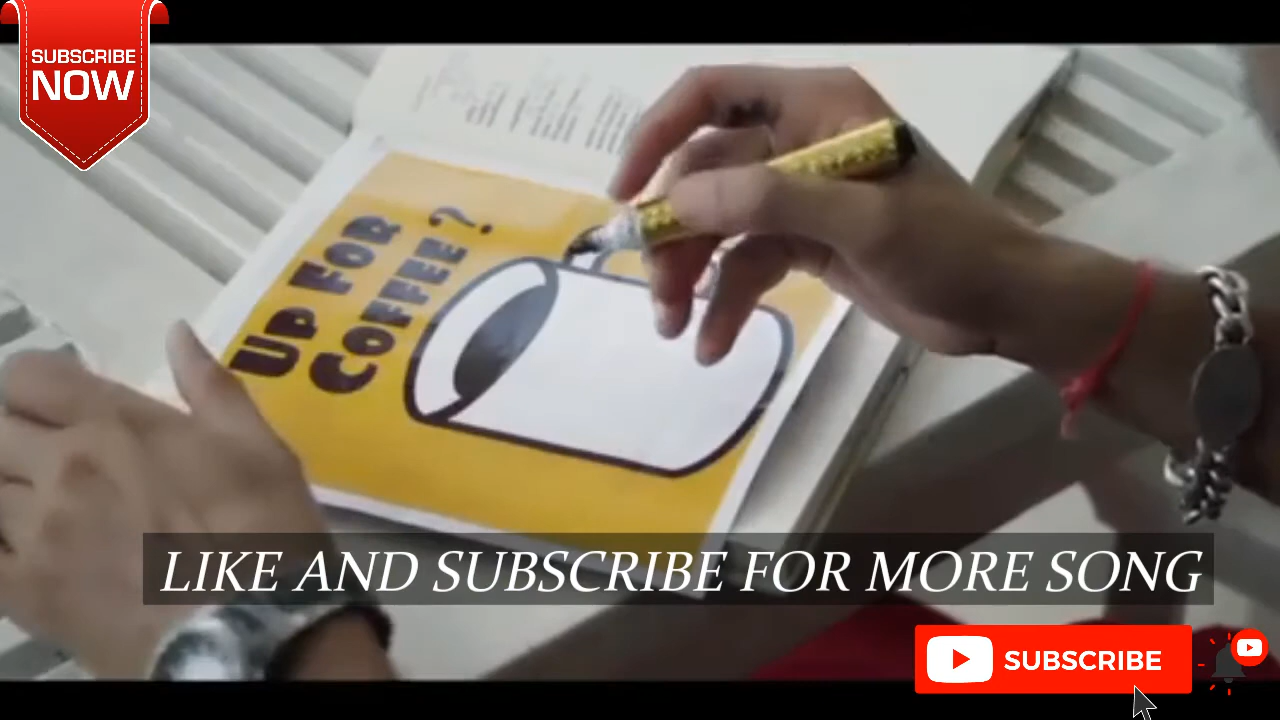 SUBSCRIBE
NOW
UP FOR
COFFEE ?
LIKE AND SUBSCRIBE FOR MORE SONG
SUBSCRIBE